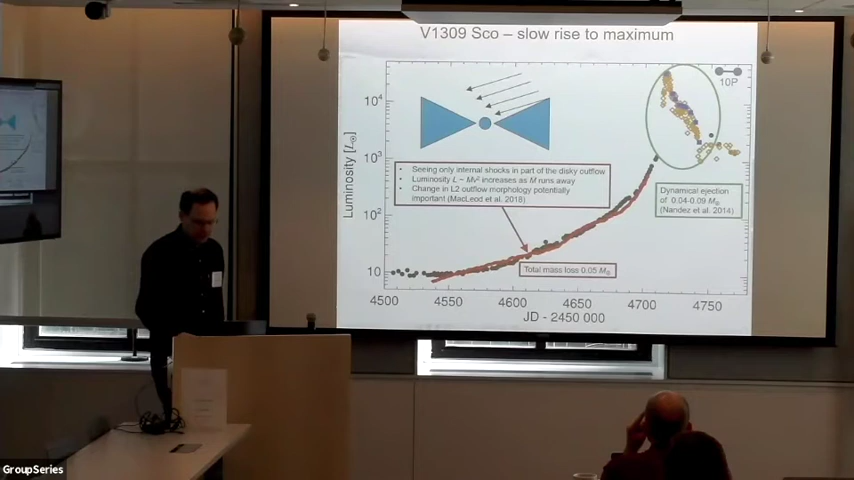 V1309 Sco – slow rise to maximum
10P
10⁴
10³
10²
10
Luminosity [L⊙]
• Seeing only internal shocks in part of the disky outflow
• Luminosity L ~ Ṁv² increases as Ṁ runs away
• Change in L2 outflow morphology potentially
important (MacLeod et al. 2018)
Dynamical ejection
of 0.04-0.09 M⊙
(Nandez et al. 2014)
Total mass loss 0.05 M⊙
4500 4550 4600 4650 4700 4750
JD - 2450 000
GroupSeries